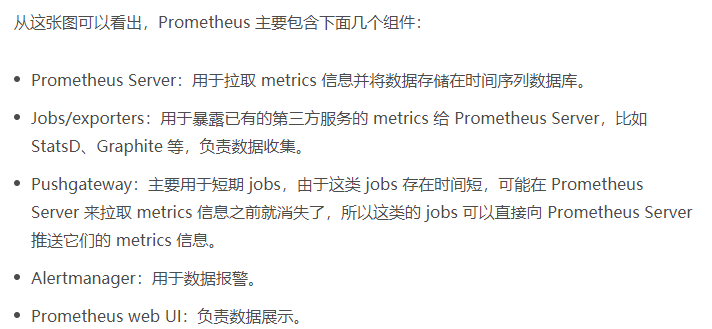 从这张图可以看出，Prometheus 主要包含下面几个组件：
Prometheus Server：用于拉取 metrics 信息并将数据存储在时间序列数据库。
Jobs/exporters：用于暴露已有的第三方服务的 metrics 给 Prometheus Server，比如
StatsD、Graphite 等，负责数据收集。
Pushgateway：主要用于短期 jobs，由于这类 jobs 存在时间短，可能在 Prometheus
Server 来拉取 metrics 信息之前就消失了，所以这类的 jobs 可以直接向 Prometheus Server
推送它们的 metrics 信息。
Alertmanager：用于数据报警。
Prometheus web UI：负责数据展示。